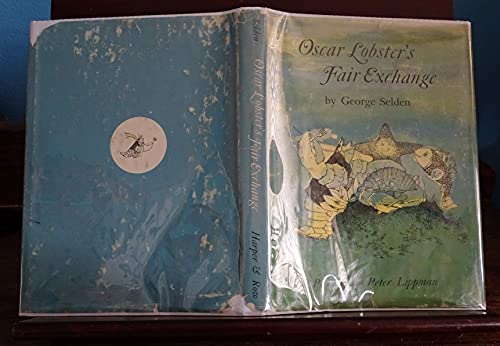 Oscar Lobster's
Fair Exchange
by George Selden
Peter Lippman
Selden
Oscar Lobster's Fair Exchange
Harper & Row